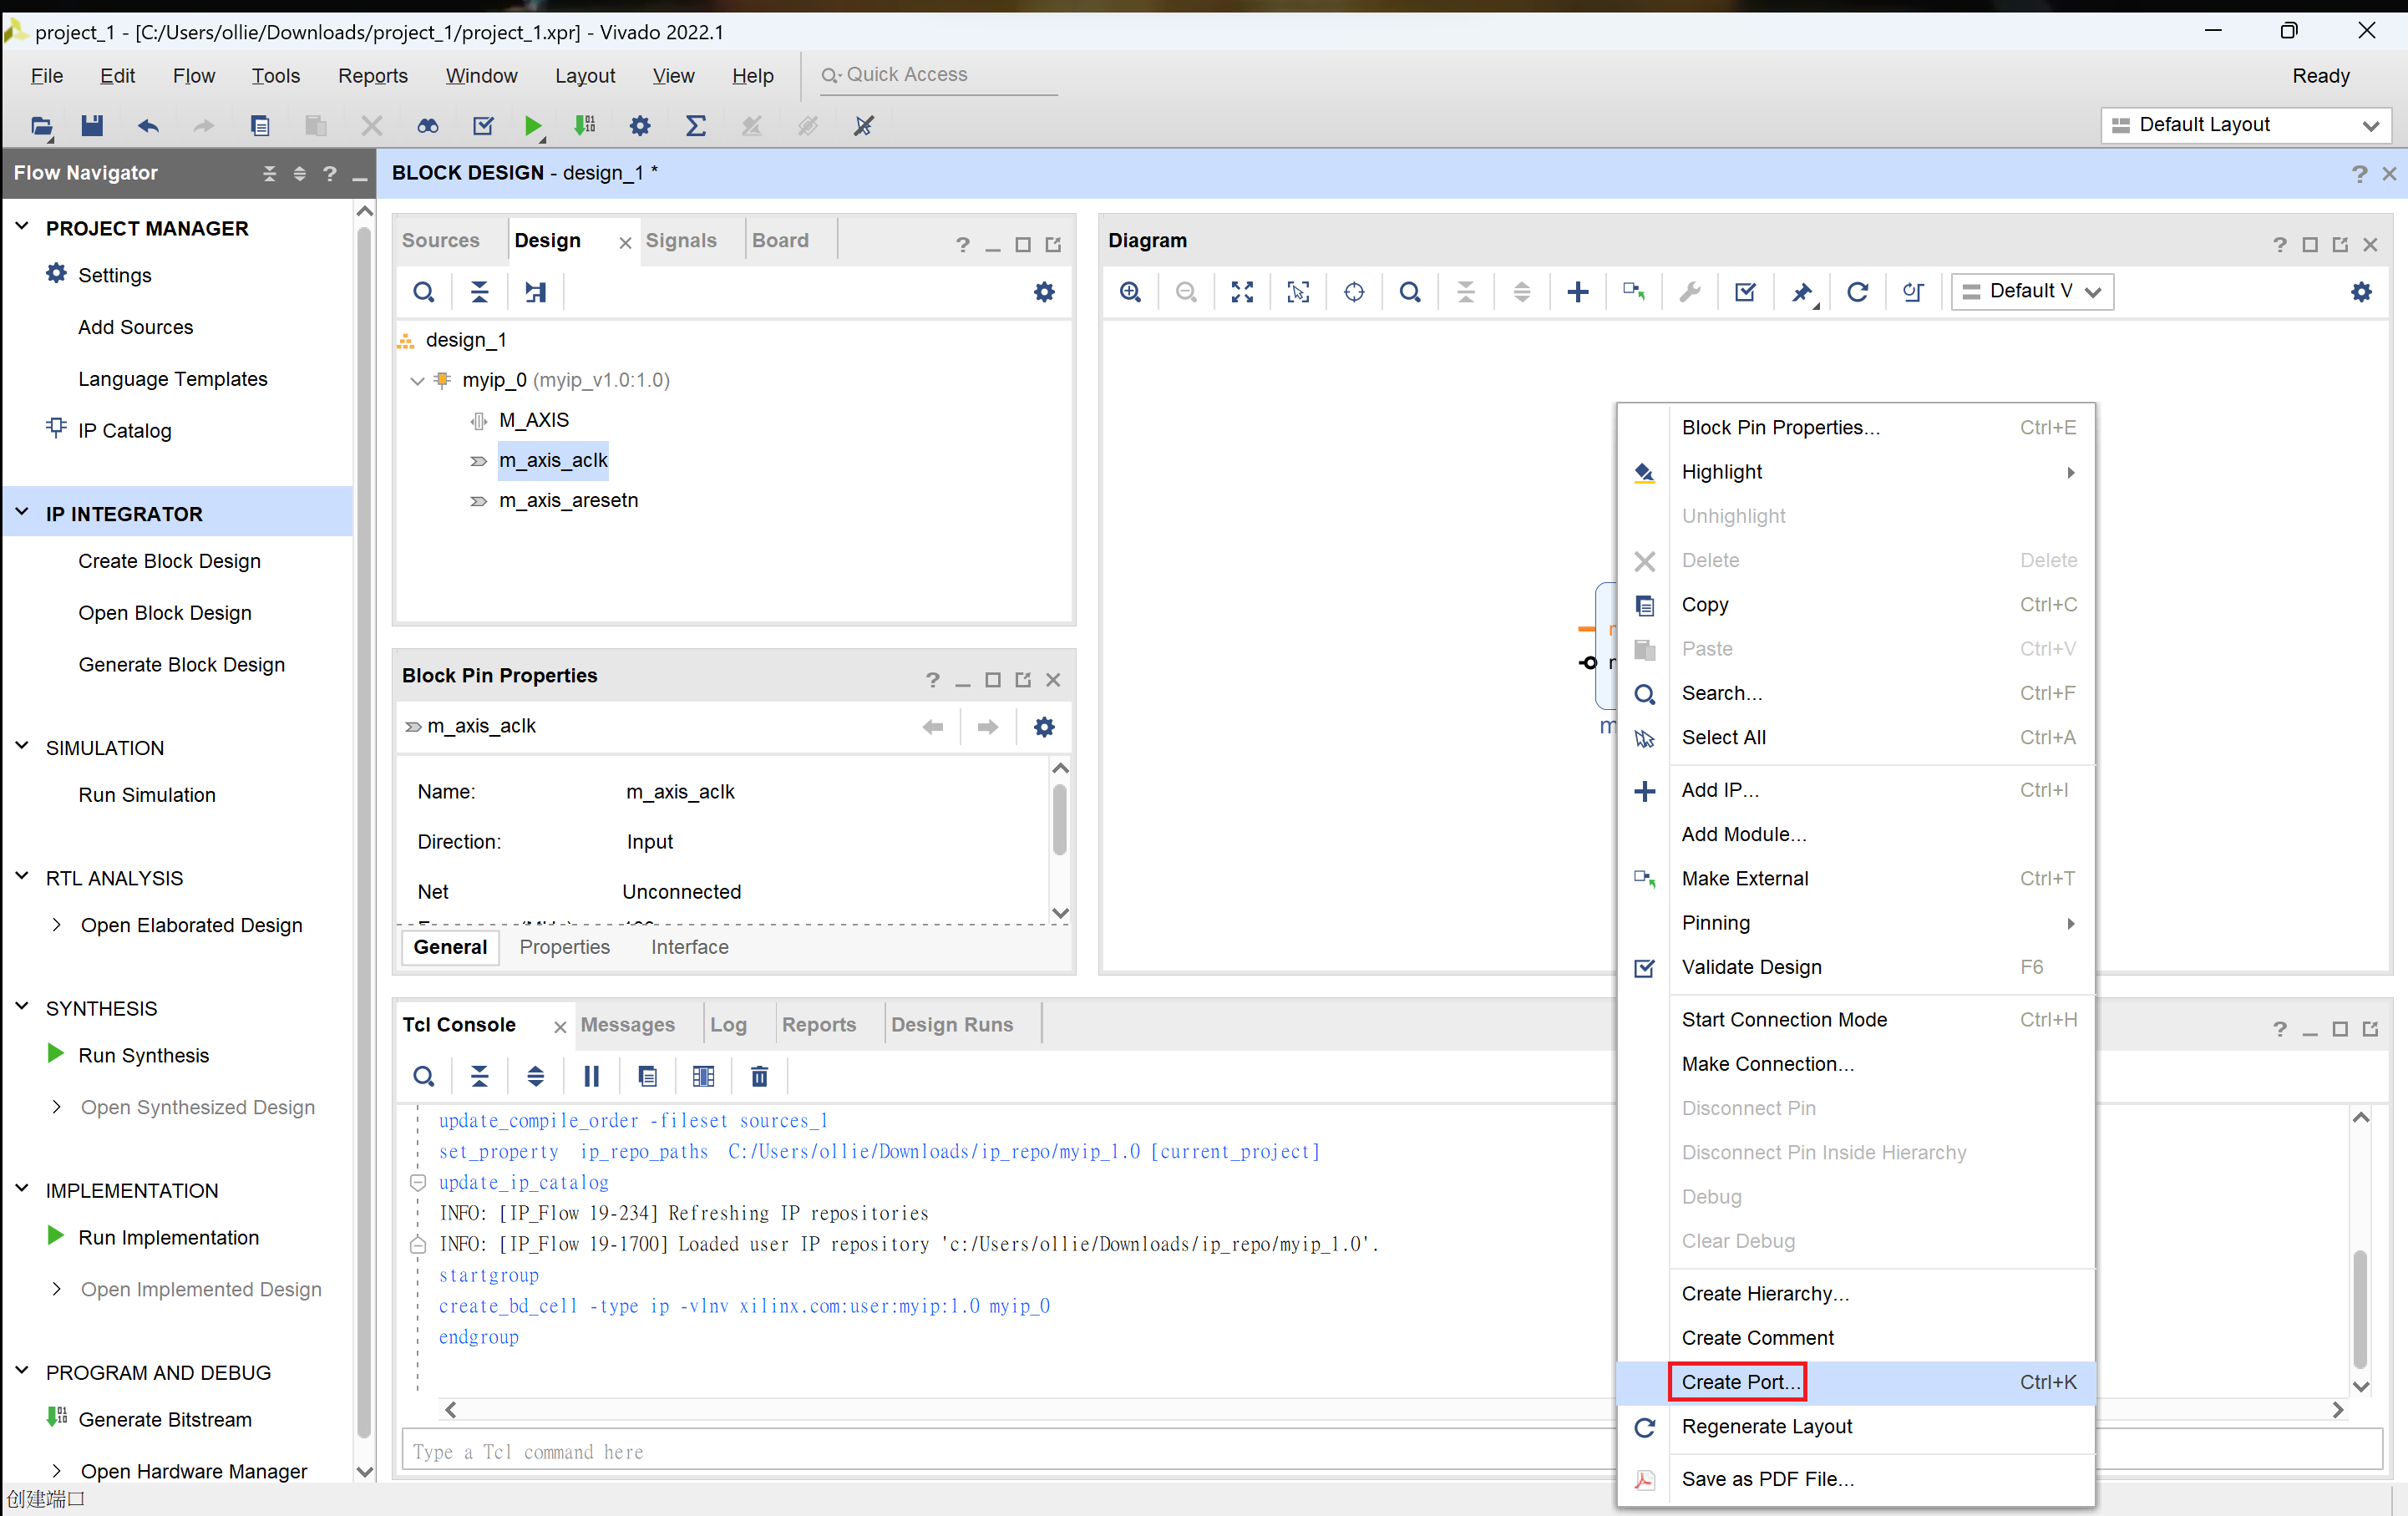 project_1 - [C:/Users/ollie/Downloads/project_1/project_1.xpr] - Vivado 2022.1
File Edit Flow Tools Reports Window Layout View Help Quick Access Ready
Default Layout
Flow Navigator
PROJECT MANAGER
Settings
Add Sources
Language Templates
IP Catalog
IP INTEGRATOR
Create Block Design
Open Block Design
Generate Block Design
SIMULATION
Run Simulation
RTL ANALYSIS
Open Elaborated Design
SYNTHESIS
Run Synthesis
Open Synthesized Design
IMPLEMENTATION
Run Implementation
Open Implemented Design
PROGRAM AND DEBUG
Generate Bitstream
Open Hardware Manager
BLOCK DESIGN - design_1 *
Sources Design Signals Board
design_1
myip_0 (myip_v1.0:1.0)
M_AXIS
m_axis_aclk
m_axis_aresetn
Block Pin Properties
m_axis_aclk
Name: m_axis_aclk
Direction: Input
Net Unconnected
General Properties Interface
Diagram
Default V
Block Pin Properties... Ctrl+E
Highlight
Unhighlight
Delete Delete
Copy Ctrl+C
Paste Ctrl+V
Search... Ctrl+F
Select All Ctrl+A
Add IP... Ctrl+I
Add Module...
Make External Ctrl+T
Pinning
Validate Design F6
Start Connection Mode Ctrl+H
Make Connection...
Disconnect Pin
Disconnect Pin Inside Hierarchy
Debug
Clear Debug
Create Hierarchy...
Create Comment
Create Port... Ctrl+K
Regenerate Layout
Save as PDF File...
Tcl Console Messages Log Reports Design Runs
update_compile_order -fileset sources_1
set_property ip_repo_paths C:/Users/ollie/Downloads/ip_repo/myip_1.0 [current_project]
update_ip_catalog
INFO: [IP_Flow 19-234] Refreshing IP repositories
INFO: [IP_Flow 19-1700] Loaded user IP repository 'c:/Users/ollie/Downloads/ip_repo/myip_1.0'.
startgroup
create_bd_cell -type ip -vlnv xilinx.com:user:myip:1.0 myip_0
endgroup
Type a Tcl command here
创建端口